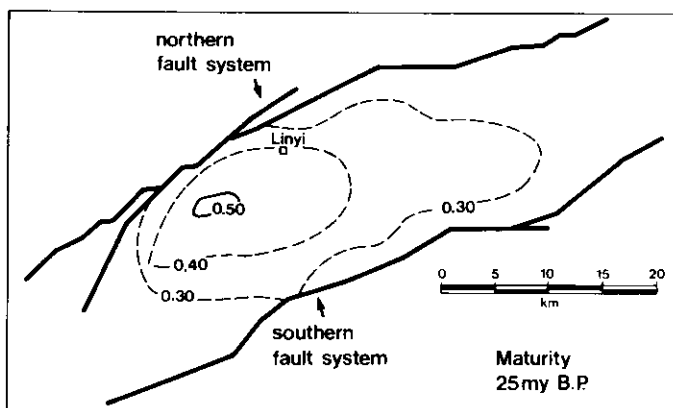 northern
fault system
Linyi
0.50
0.30
0.40
0.30
0 5 10 15 20
km
southern
fault system
Maturity
25my B.P.